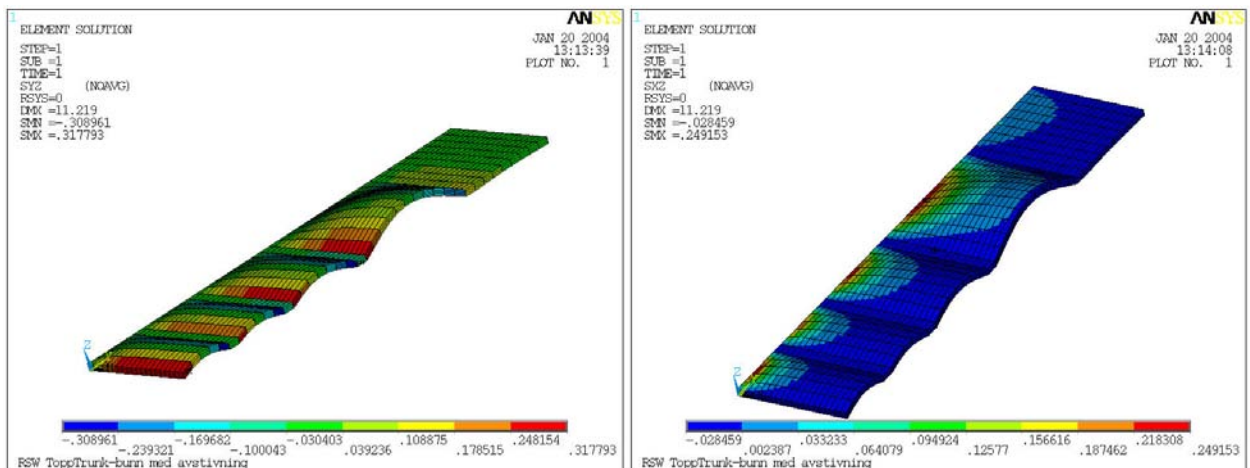 1
ANSYS
ELEMENT SOLUTION
JAN 20 2004
13:13:39
PLOT NO. 1
STEP=1
SUB =1
TIME=1
SYZ (NOAVG)
RSYS=0
DMX =11.219
SMN =-.308961
SMX =.317793
Z
-.308961 -.169682 -.030403 .108875 .248154
-.239321 -.100043 .039236 .178515 .317793
RSW ToppTrunk-bunn med avstivning
1
ANSYS
ELEMENT SOLUTION
JAN 20 2004
13:14:08
PLOT NO. 1
STEP=1
SUB =1
TIME=1
SXZ (NOAVG)
RSYS=0
DMX =11.219
SMN =-.028459
SMX =.249153
Z
-.028459 .033233 .094924 .156616 .218308
.002387 .064079 .12577 .187462 .249153
RSW ToppTrunk-bunn med avstivning